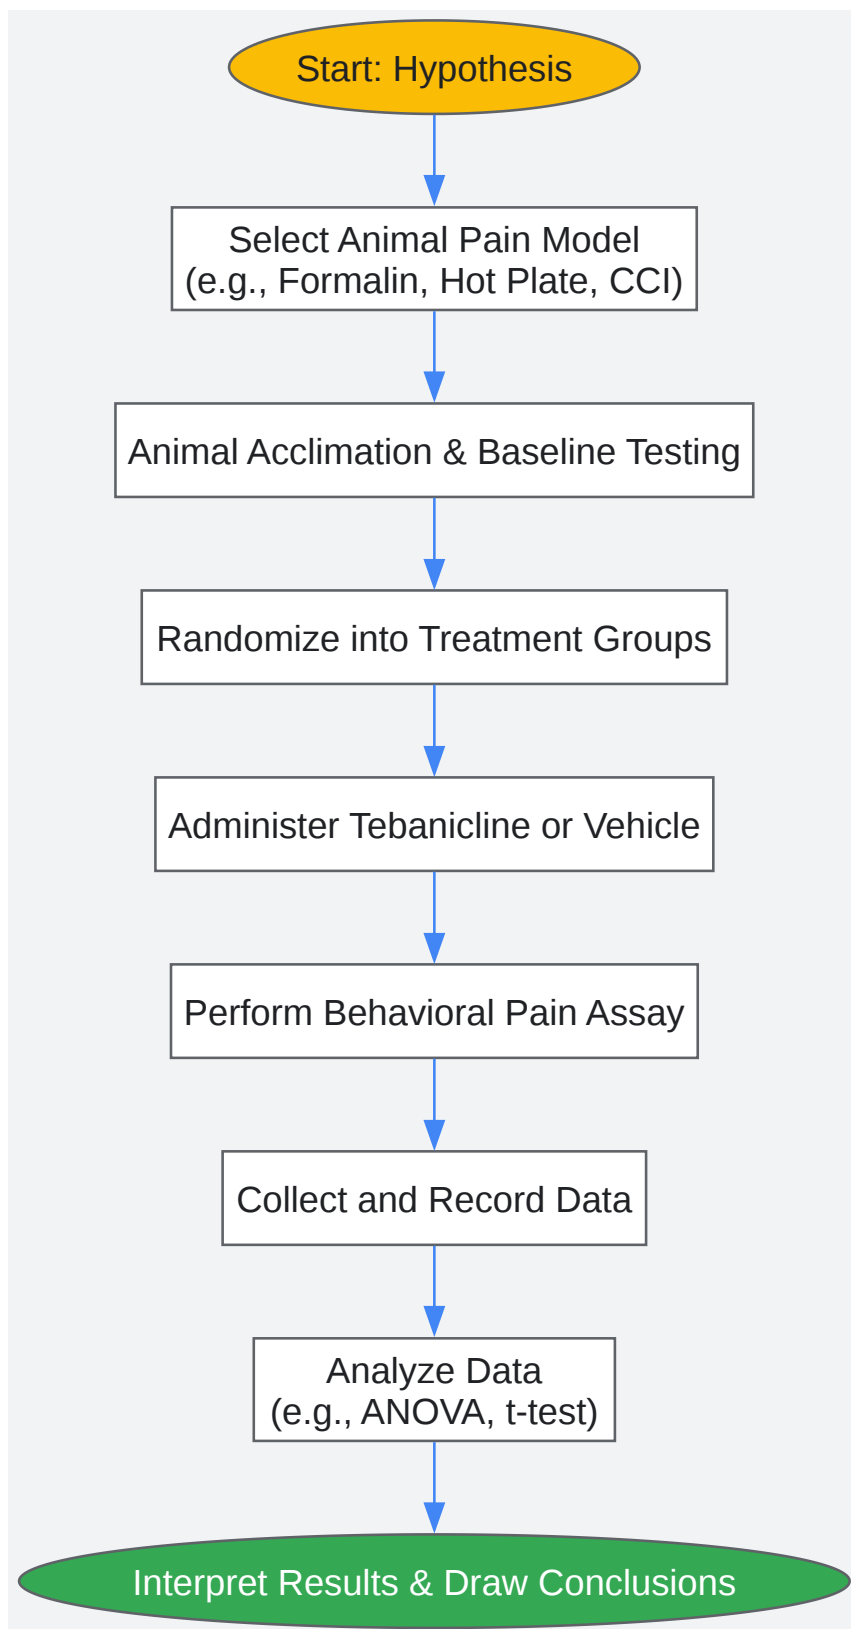 Start: Hypothesis
Select Animal Pain Model
(e.g., Formalin, Hot Plate, CCI)
Animal Acclimation & Baseline Testing
Randomize into Treatment Groups
Administer Tebanicline or Vehicle
Perform Behavioral Pain Assay
Collect and Record Data
Analyze Data
(e.g., ANOVA, t-test)
Interpret Results & Draw Conclusions